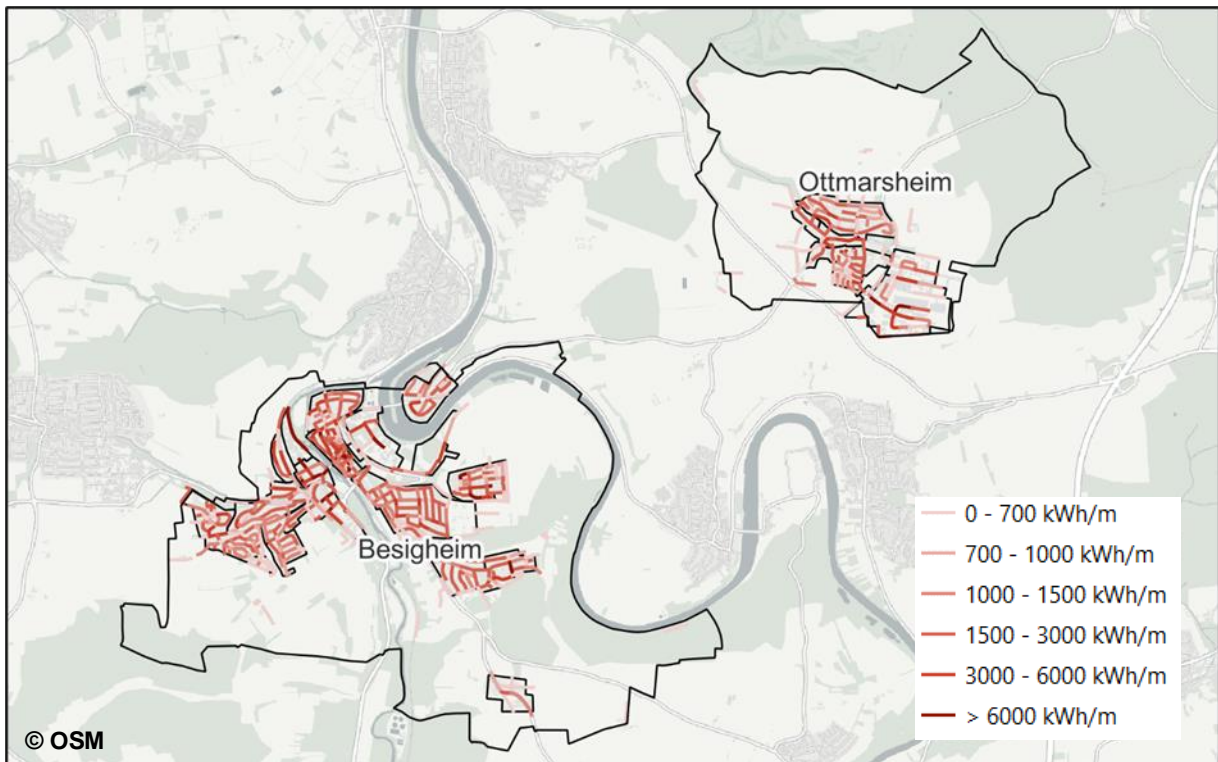 Ottmarsheim
Besigheim
0 - 700 kWh/m
700 - 1000 kWh/m
1000 - 1500 kWh/m
1500 - 3000 kWh/m
3000 - 6000 kWh/m
> 6000 kWh/m
© OSM